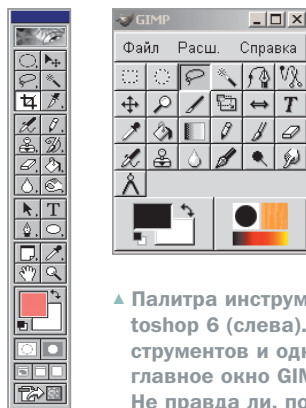 GIMP
Файл Расш. Справка
T
T
Палитра инструм
toshop 6 (слева).
струментов и одн
главное окно GIM
Не правда ли, по